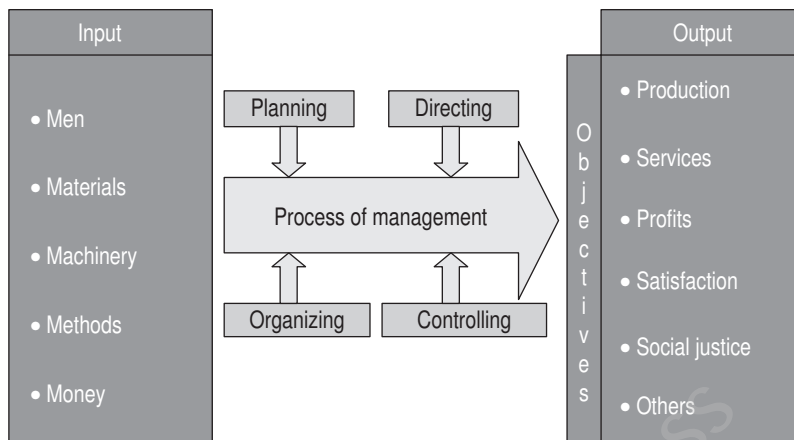 Input
• Men
• Materials
• Machinery
• Methods
• Money
Planning
Directing
Process of management
Organizing
Controlling
Objectives
Output
• Production
• Services
• Profits
• Satisfaction
• Social justice
• Others